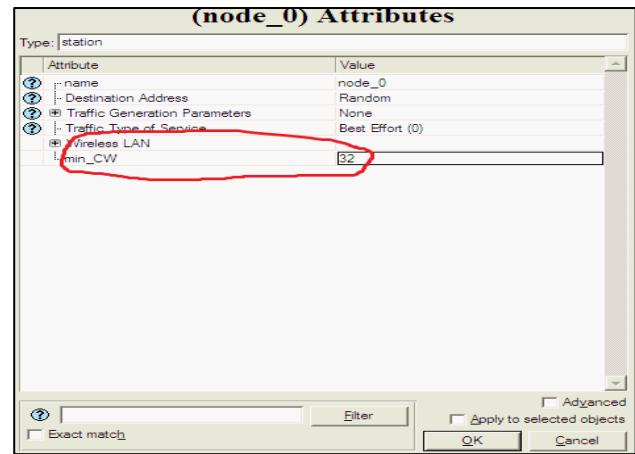 (node_0) Attributes
Type: station
Attribute Value
name node_0
Destination Address Random
Traffic Generation Parameters None
Traffic Type of Service Best Effort (0)
Wireless LAN
min_CW 32
Advanced
Filter Apply to selected objects
Exact match OK Cancel